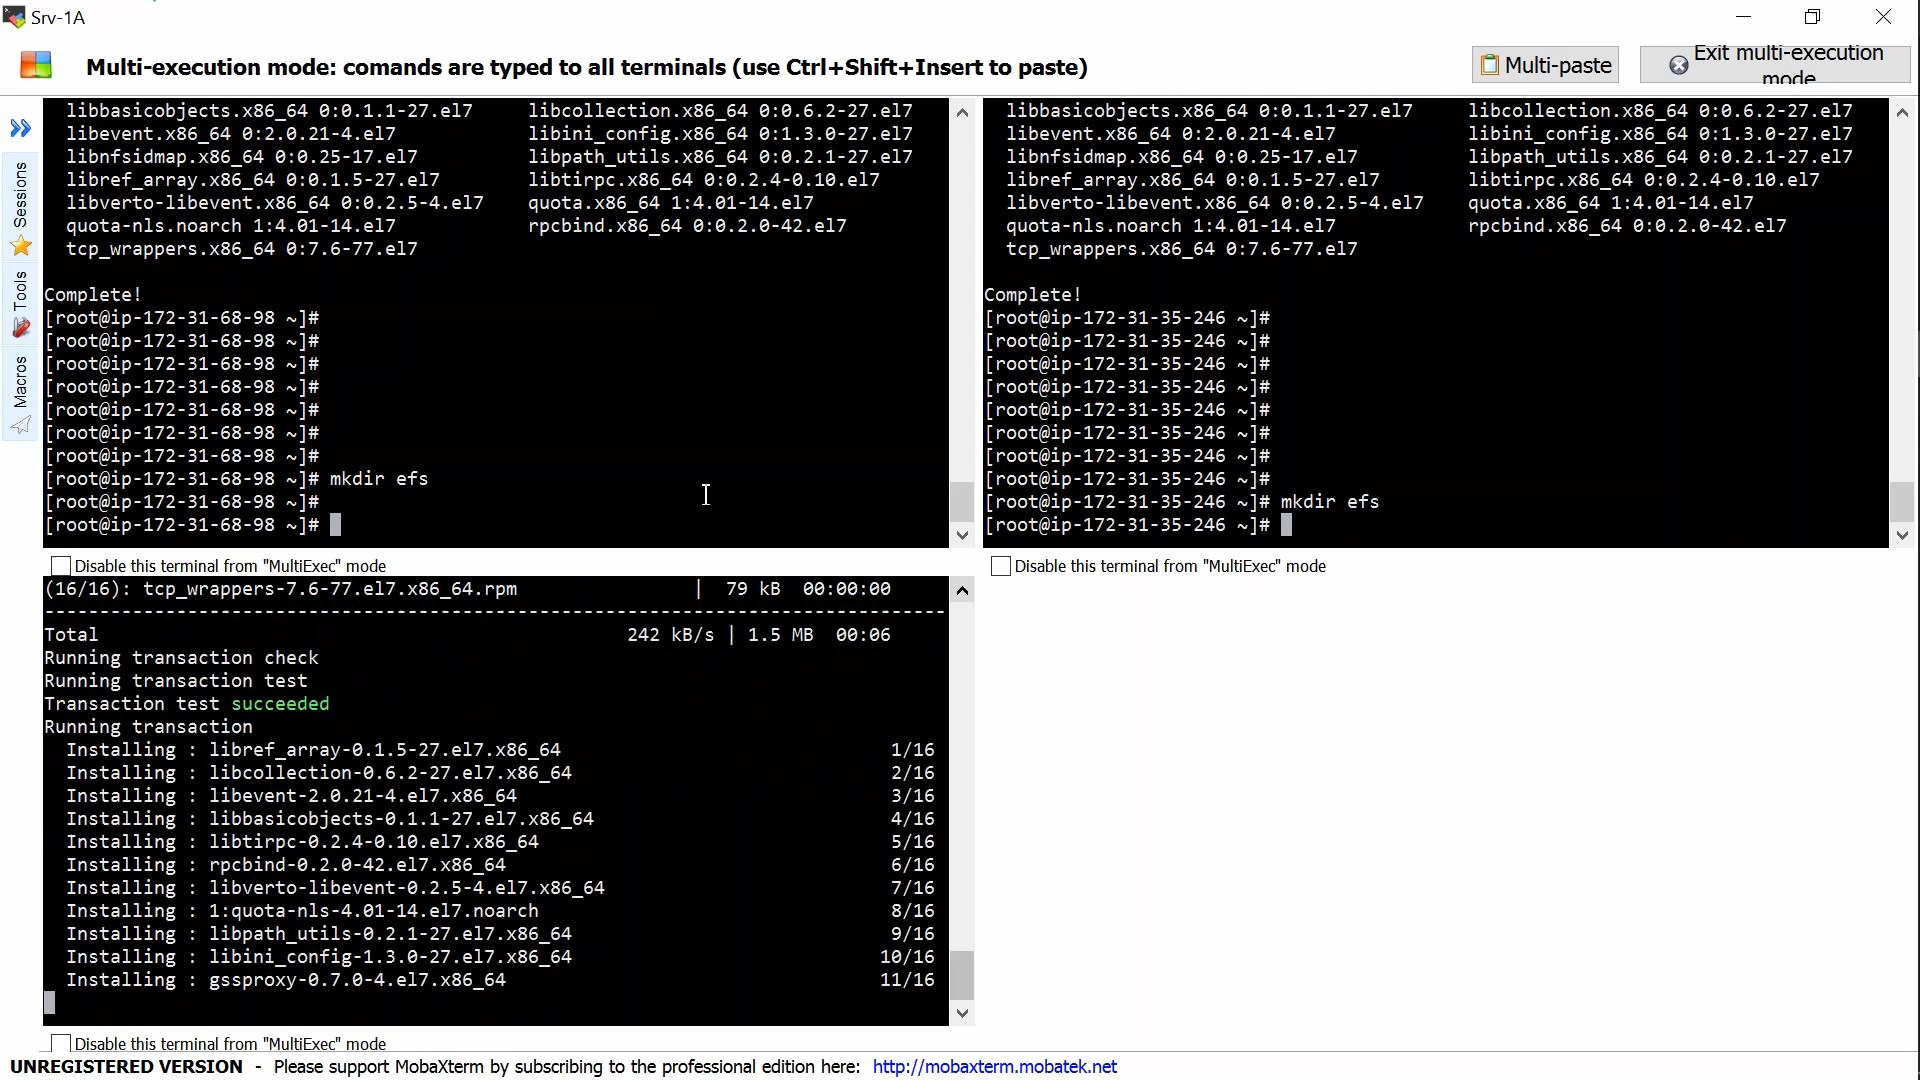 Srv-1A
Multi-execution mode: comands are typed to all terminals (use Ctrl+Shift+Insert to paste)
Multi-paste
Exit multi-execution mode
Sessions
Tools
Macros
libbasicobjects.x86_64 0:0.1.1-27.el7 libcollection.x86_64 0:0.6.2-27.el7
libevent.x86_64 0:2.0.21-4.el7 libini_config.x86_64 0:1.3.0-27.el7
libnfsidmap.x86_64 0:0.25-17.el7 libpath_utils.x86_64 0:0.2.1-27.el7
libref_array.x86_64 0:0.1.5-27.el7 libtirpc.x86_64 0:0.2.4-0.10.el7
libverto-libevent.x86_64 0:0.2.5-4.el7 quota.x86_64 1:4.01-14.el7
quota-nls.noarch 1:4.01-14.el7 rpcbind.x86_64 0:0.2.0-42.el7
tcp_wrappers.x86_64 0:7.6-77.el7
Complete!
[root@ip-172-31-68-98 ~]#
[root@ip-172-31-68-98 ~]#
[root@ip-172-31-68-98 ~]#
[root@ip-172-31-68-98 ~]#
[root@ip-172-31-68-98 ~]#
[root@ip-172-31-68-98 ~]#
[root@ip-172-31-68-98 ~]#
[root@ip-172-31-68-98 ~]# mkdir efs
[root@ip-172-31-68-98 ~]#
[root@ip-172-31-68-98 ~]#
Disable this terminal from "MultiExec" mode
libbasicobjects.x86_64 0:0.1.1-27.el7 libcollection.x86_64 0:0.6.2-27.el7
libevent.x86_64 0:2.0.21-4.el7 libini_config.x86_64 0:1.3.0-27.el7
libnfsidmap.x86_64 0:0.25-17.el7 libpath_utils.x86_64 0:0.2.1-27.el7
libref_array.x86_64 0:0.1.5-27.el7 libtirpc.x86_64 0:0.2.4-0.10.el7
libverto-libevent.x86_64 0:0.2.5-4.el7 quota.x86_64 1:4.01-14.el7
quota-nls.noarch 1:4.01-14.el7 rpcbind.x86_64 0:0.2.0-42.el7
tcp_wrappers.x86_64 0:7.6-77.el7
Complete!
[root@ip-172-31-35-246 ~]#
[root@ip-172-31-35-246 ~]#
[root@ip-172-31-35-246 ~]#
[root@ip-172-31-35-246 ~]#
[root@ip-172-31-35-246 ~]#
[root@ip-172-31-35-246 ~]#
[root@ip-172-31-35-246 ~]#
[root@ip-172-31-35-246 ~]#
[root@ip-172-31-35-246 ~]# mkdir efs
[root@ip-172-31-35-246 ~]#
Disable this terminal from "MultiExec" mode
(16/16): tcp_wrappers-7.6-77.el7.x86_64.rpm | 79 kB 00:00:00
--------------------------------------------------------------------------------
Total 242 kB/s | 1.5 MB 00:06
Running transaction check
Running transaction test
Transaction test succeeded
Running transaction
Installing : libref_array-0.1.5-27.el7.x86_64 1/16
Installing : libcollection-0.6.2-27.el7.x86_64 2/16
Installing : libevent-2.0.21-4.el7.x86_64 3/16
Installing : libbasicobjects-0.1.1-27.el7.x86_64 4/16
Installing : libtirpc-0.2.4-0.10.el7.x86_64 5/16
Installing : rpcbind-0.2.0-42.el7.x86_64 6/16
Installing : libverto-libevent-0.2.5-4.el7.x86_64 7/16
Installing : 1:quota-nls-4.01-14.el7.noarch 8/16
Installing : libpath_utils-0.2.1-27.el7.x86_64 9/16
Installing : libini_config-1.3.0-27.el7.x86_64 10/16
Installing : gssproxy-0.7.0-4.el7.x86_64 11/16
Disable this terminal from "MultiExec" mode
UNREGISTERED VERSION - Please support MobaXterm by subscribing to the professional edition here: http://mobaxterm.mobatek.net